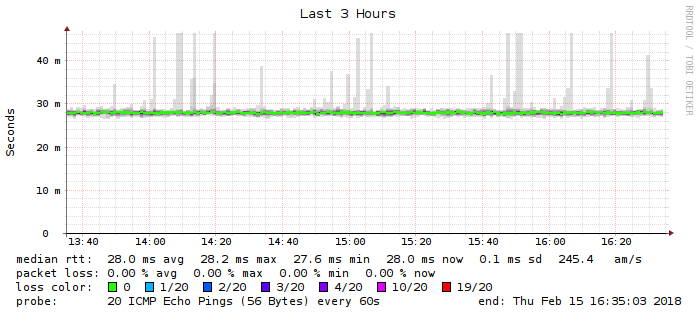 Last 3 Hours
RRDTOOL / TOBI OETIKER
Seconds
40 m
30 m
20 m
10 m
0
13:40 14:00 14:20 14:40 15:00 15:20 15:40 16:00 16:20
median rtt: 28.0 ms avg 28.2 ms max 27.6 ms min 28.0 ms now 0.1 ms sd 245.4 am/s
packet loss: 0.00 % avg 0.00 % max 0.00 % min 0.00 % now
loss color: 0 1/20 2/20 3/20 4/20 10/20 19/20
probe: 20 ICMP Echo Pings (56 Bytes) every 60s end: Thu Feb 15 16:35:03 2018